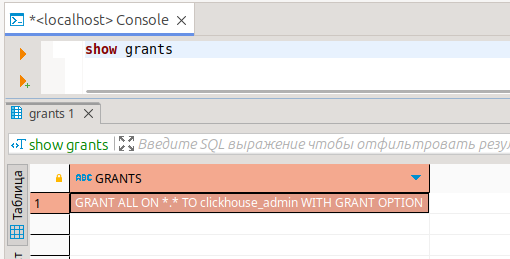 *<localhost> Console
show grants
grants 1
show grants
Введите SQL выражение чтобы отфильтровать
Таблица
ABC GRANTS
1
GRANT ALL ON *.* TO clickhouse_admin WITH GRANT OPTION